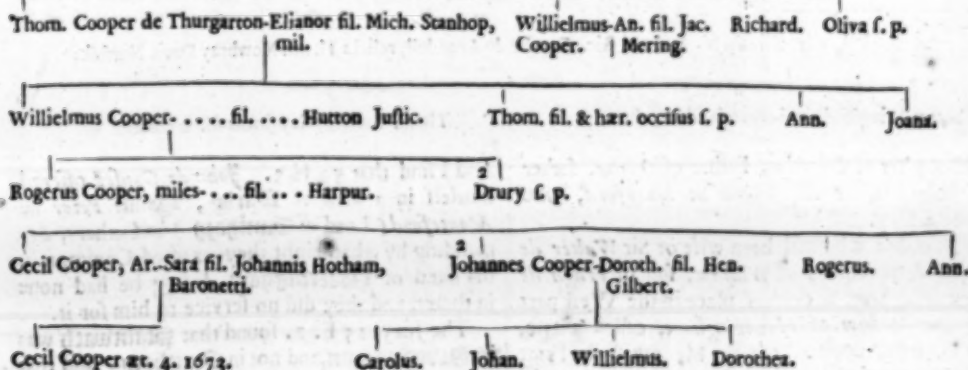 Thom. Cooper de Thurgarton-Elianor fil. Mich. Stanhop, mil.
Willielmus Cooper.-An. fil. Jac. Mering.
Richard. Oliva ſ. p.
Willielmus Cooper-. . . . . fil. . . . . Hutton Juſtic. Thom. fil. & hær. occiſus ſ. p. Ann. Joana.
2
Rogerus Cooper, miles-. . . fil. . . . Harpur. Drury ſ p.
2
Cecil Cooper, Ar.-Sara fil. Johannis Hotham, Baronetti.
Johannes Cooper-Doroth. fil. Hen. Gilbert.
Rogerus. Ann.
Cecil Cooper æt. 4. 1672. Carolus. Johan. Willielmus. Dorothea.